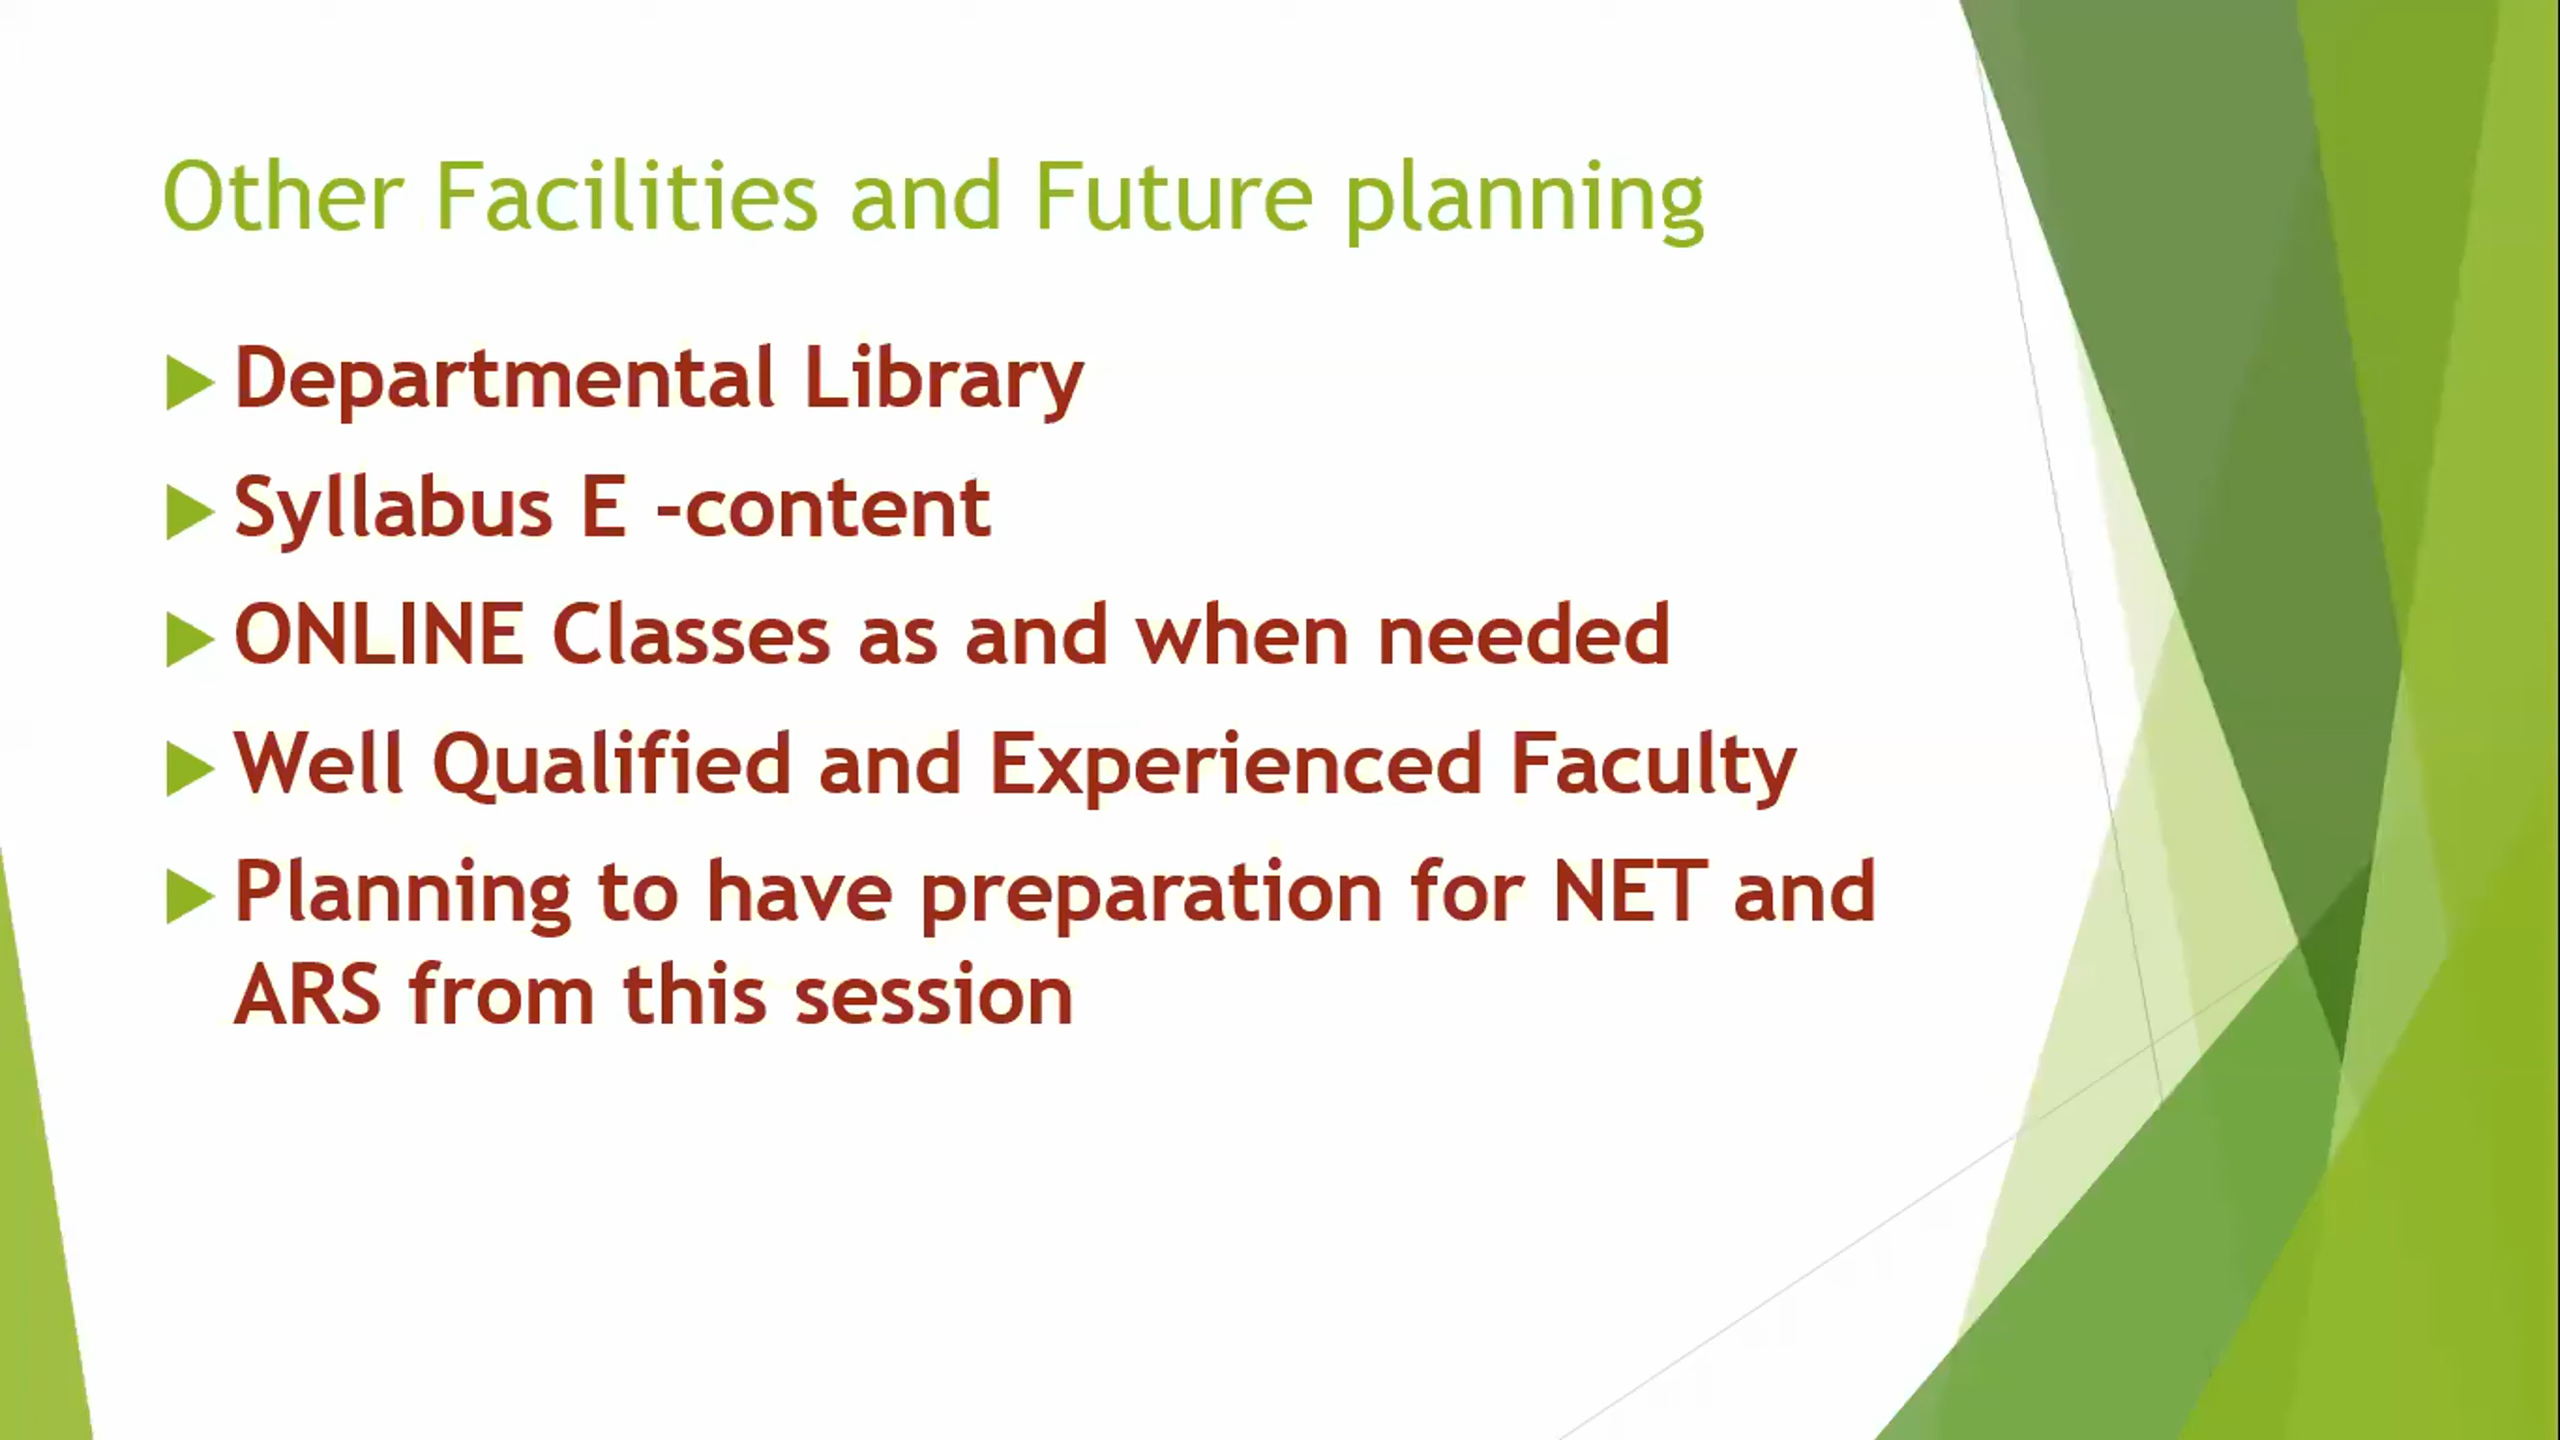 Other Facilities and Future planning
Departmental Library
Syllabus E -content
ONLINE Classes as and when needed
Well Qualified and Experienced Faculty
Planning to have preparation for NET and
ARS from this session